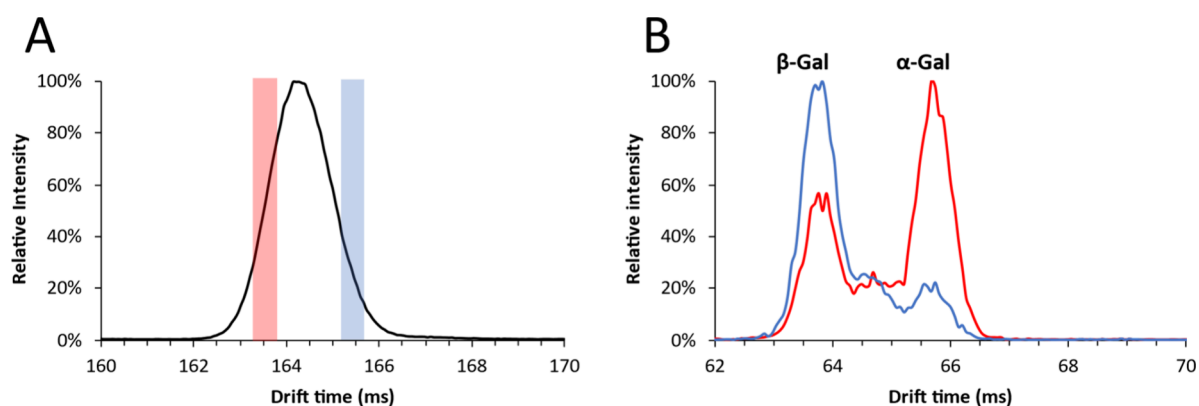 A
Relative Intensity
100%
80%
60%
40%
20%
0%
160 162 164 166 168 170
Drift time (ms)
B
β-Gal α-Gal
Relative intensity
100%
80%
60%
40%
20%
0%
62 64 66 68 70
Drift time (ms)